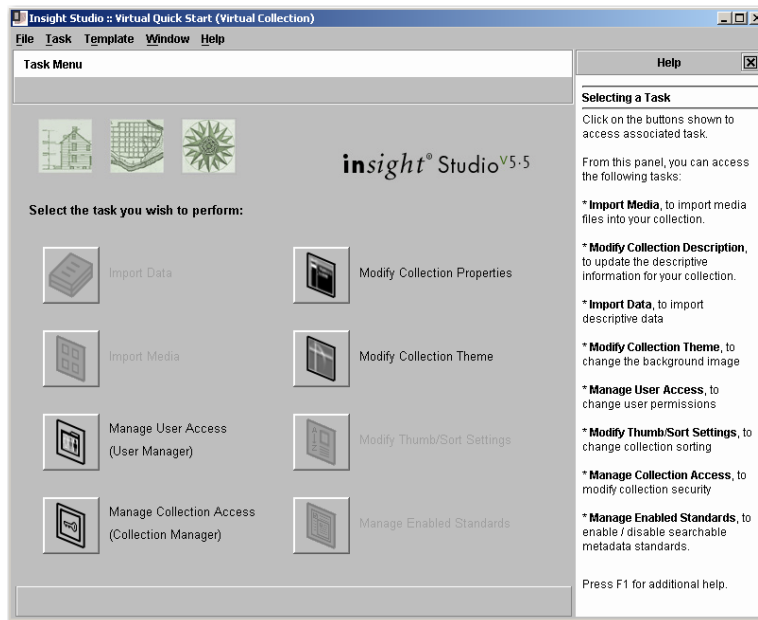 Insight Studio :: Virtual Quick Start (Virtual Collection)
File Task Template Window Help
Task Menu
insight® Studio V5.5
Select the task you wish to perform:
Import Data
Modify Collection Properties
Import Media
Modify Collection Theme
Manage User Access
(User Manager)
Modify Thumb/Sort Settings
Manage Collection Access
(Collection Manager)
Manage Enabled Standards
Help
Selecting a Task
Click on the buttons shown to
access associated task.
From this panel, you can access
the following tasks:
* Import Media, to import media
files into your collection.
* Modify Collection Description,
to update the descriptive
information for your collection.
* Import Data, to import
descriptive data
* Modify Collection Theme, to
change the background image
* Manage User Access, to
change user permissions
* Modify Thumb/Sort Settings, to
change collection sorting
* Manage Collection Access, to
modify collection security
* Manage Enabled Standards, to
enable / disable searchable
metadata standards.
Press F1 for additional help.